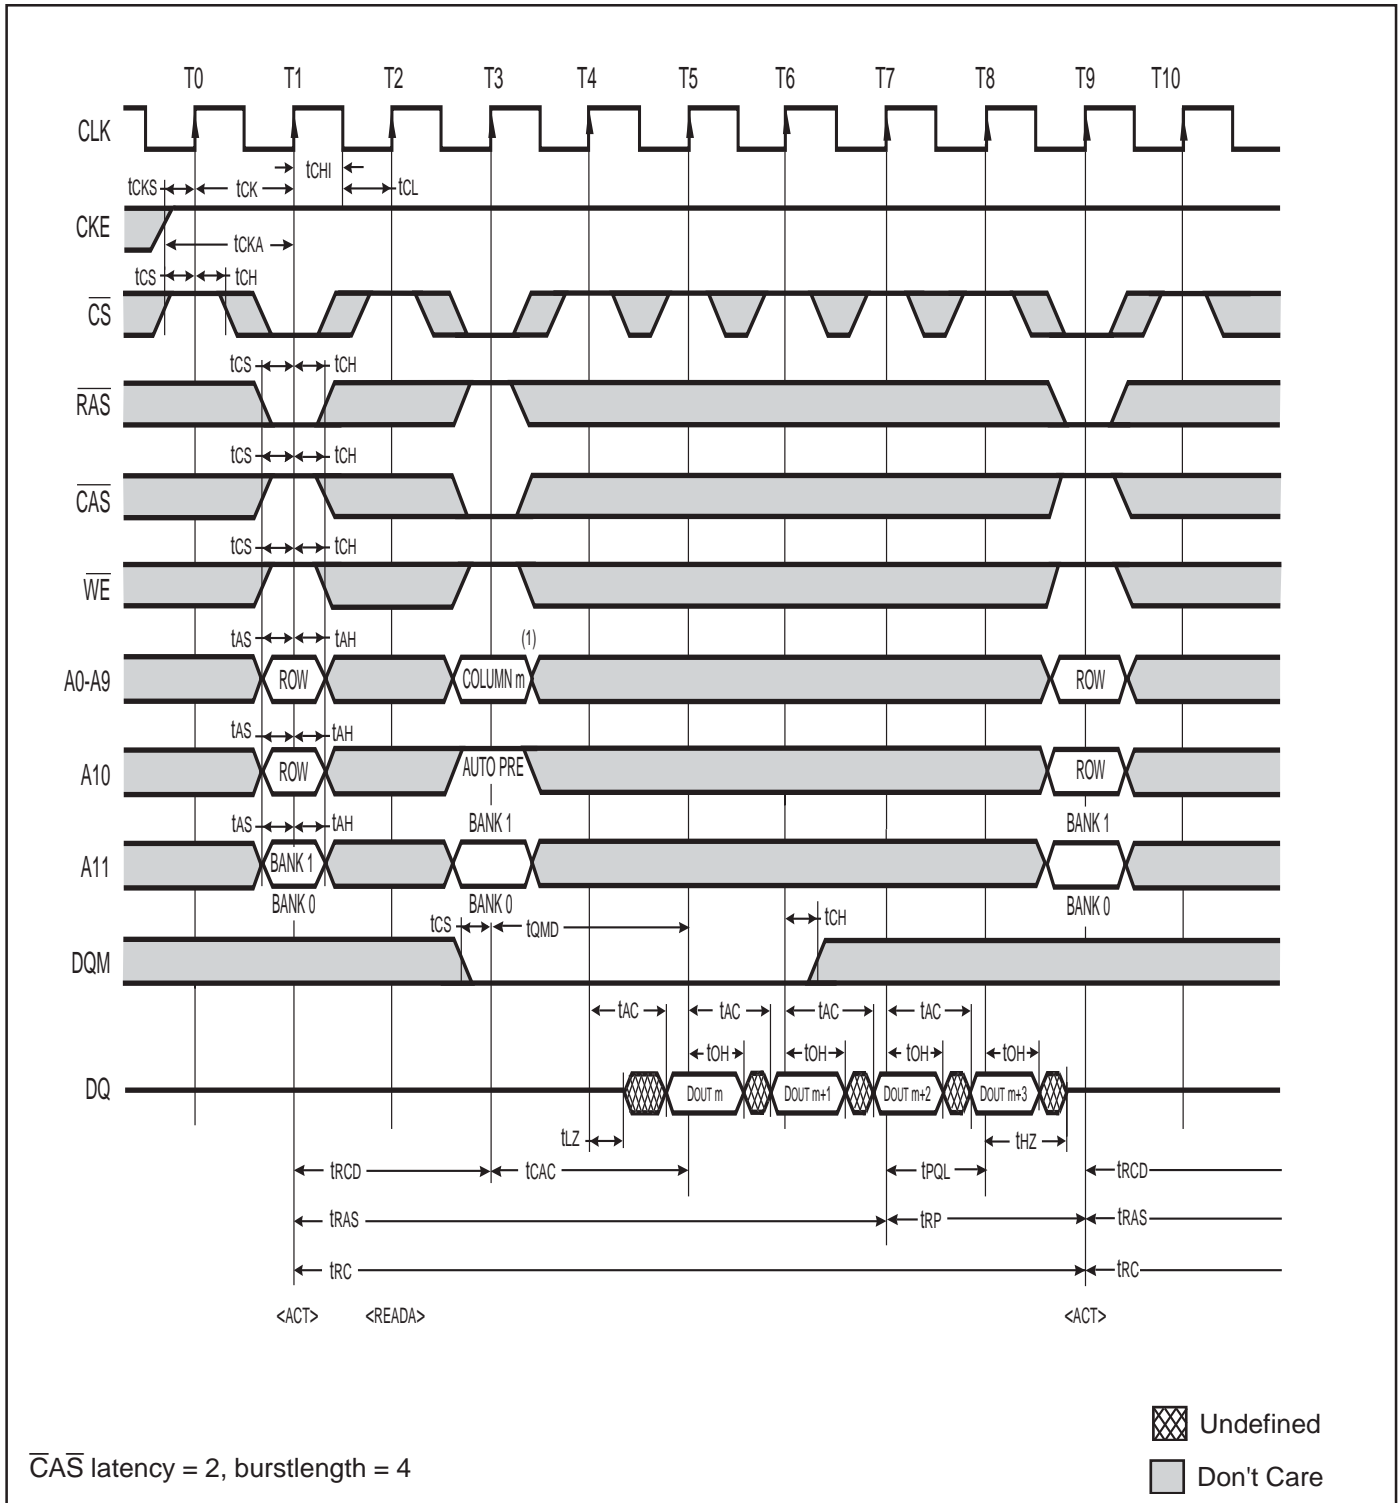 T0 T1 T2 T3 T4 T5 T6 T7 T8 T9 T10
CLK
tCHI
tCKS tCK tCL
CKE
tCKA
tCS tCH
CS
tCS tCH
RAS
tCS tCH
CAS
tCS tCH
WE
tAS tAH (1)
A0-A9 ROW COLUMN m ROW
tAS tAH
A10 ROW AUTO PRE ROW
tAS tAH BANK 1 BANK 1
A11 BANK 1
BANK 0 BANK 0 BANK 0
tCS tQMD tCH
DQM
tAC tAC tAC tAC
tOH tOH tOH tOH
DQ DOUT m DOUT m+1 DOUT m+2 DOUT m+3
tLZ tHZ
tRCD tCAC tPQL tRCD
tRAS tRP tRAS
tRC tRC
<ACT> <READA> <ACT>
Undefined
CAS latency = 2, burstlength = 4
Don't Care